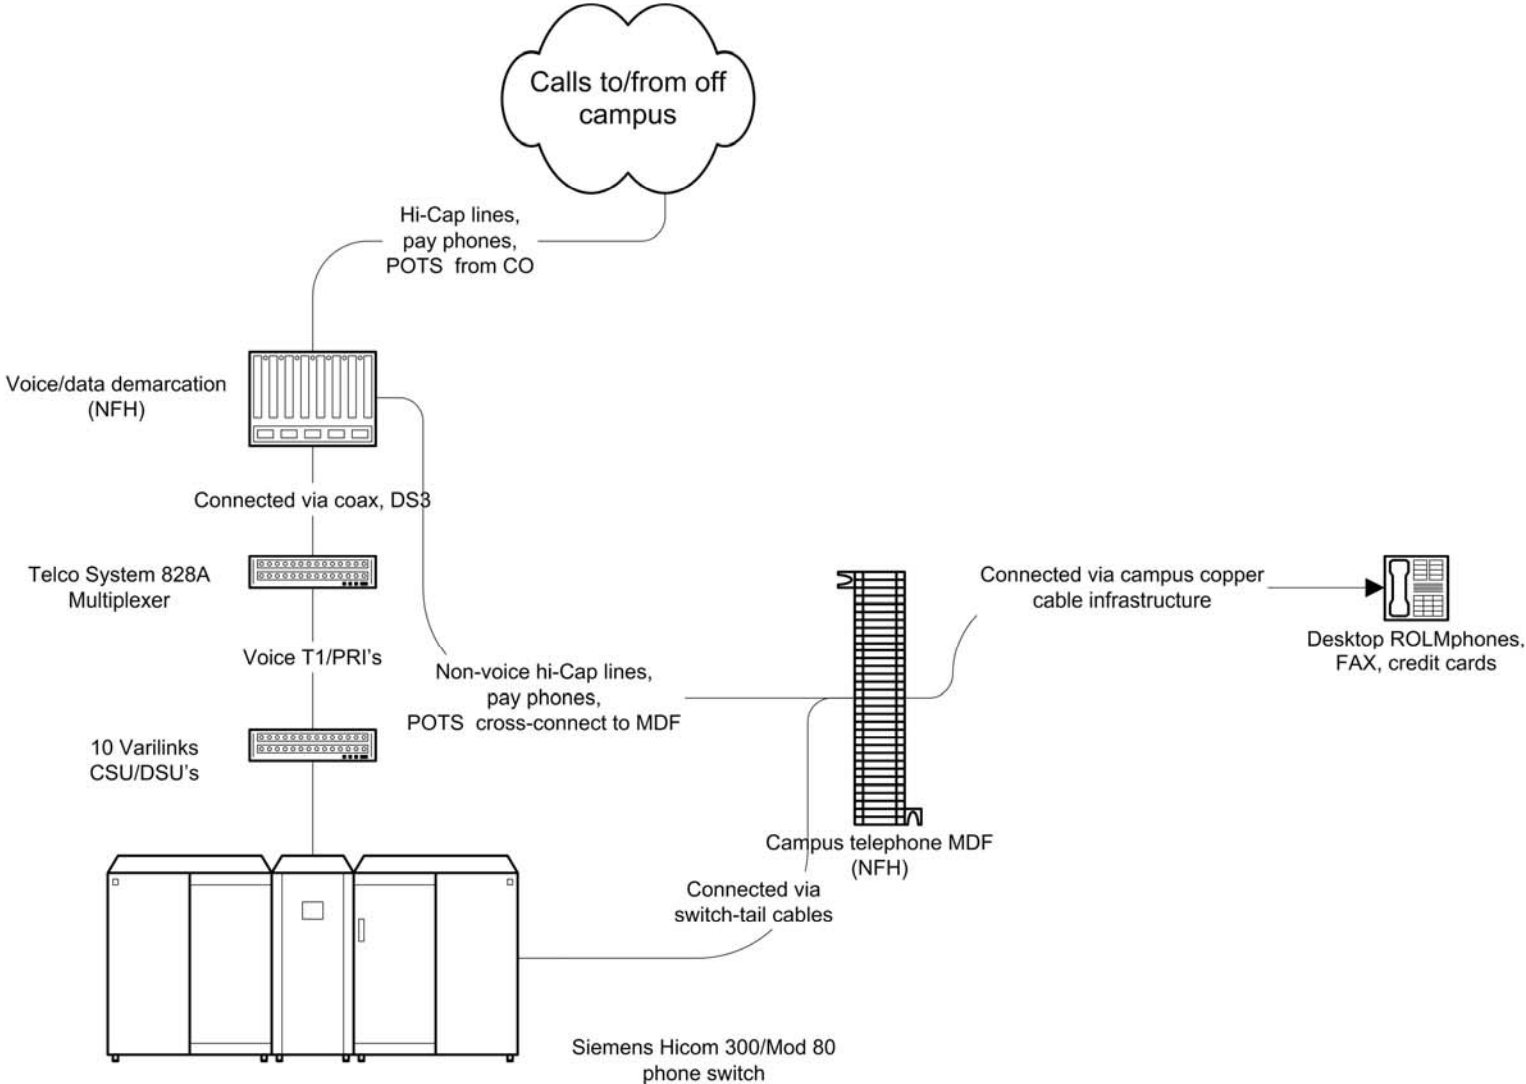 Calls to/from off
campus
Hi-Cap lines,
pay phones,
POTS from CO
Voice/data demarcation
(NFH)
Connected via coax, DS3
Telco System 828A
Multiplexer
Voice T1/PRI's
Non-voice hi-Cap lines,
pay phones,
POTS cross-connect to MDF
10 Varilinks
CSU/DSU's
Connected via campus copper
cable infrastructure
Desktop ROLMphones,
FAX, credit cards
Campus telephone MDF
(NFH)
Connected via
switch-tail cables
Siemens Hicom 300/Mod 80
phone switch